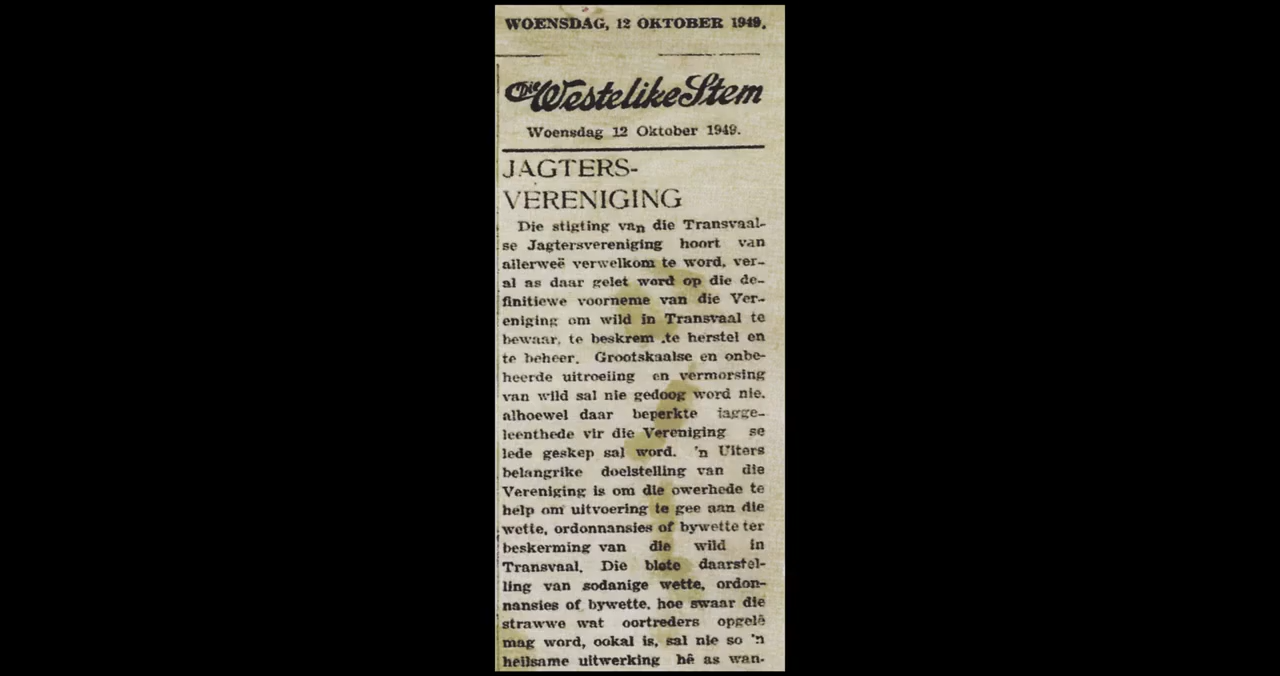 WOENSDAG, 12 OKTOBER 1949.
Die Westelike Stem
Woensdag 12 Oktober 1949.
JAGTERS-
VERENIGING
Die stigting van die Transvaal-
se Jagtersvereniging hoort van
allerweë verwelkom te word, ver-
al as daar gelet word op die de-
finitiewe voorneme van die Ver-
eniging om wild in Transvaal te
bewaar, te beskrem .te herstel en
te beheer. Grootskaalse en onbe-
heerde uitroeiing en vermorsing
van wild sal nie gedoog word nie.
alhoewel daar beperkte jagge-
leenthede vir die Vereniging se
lede geskep sal word. 'n Uiters
belangrike doelstelling van die
Vereniging is om die owerhede te
help om uitvoering te gee aan die
wette, ordonnansies of bywette ter
beskerming van die wild in
Transvaal. Die blote daarstel-
ling van sodanige wette, ordon-
nansies of bywette, hoe swaar die
strawwe wat oortreders opgelê
mag word, ookal is, sal nie so 'n
heilsame uitwerking hê as wan-